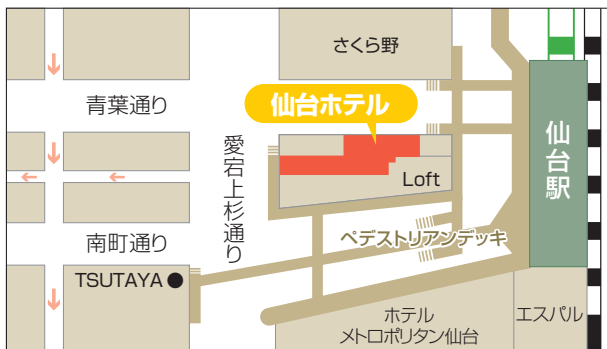 さくら野
青葉通り
仙台ホテル
仙台駅
愛宕上杉通り
Loft
南町通り
ペデストリアンデッキ
TSUTAYA
ホテル
メトロポリタン仙台
エスパル